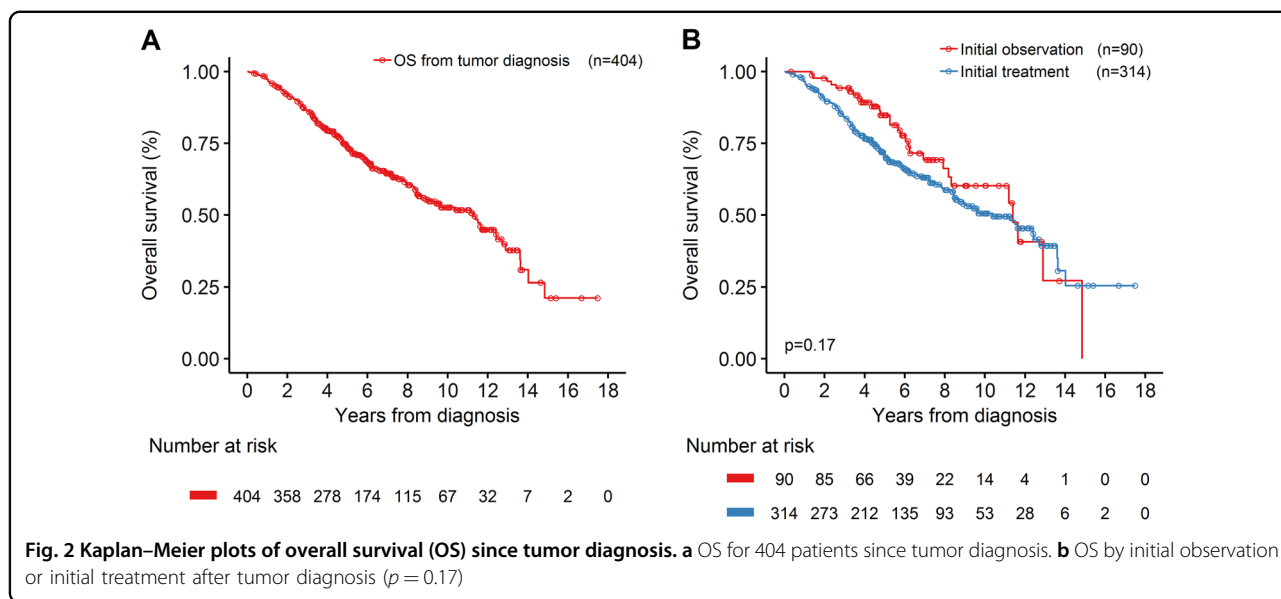 A
OS from tumor diagnosis (n=404)
Overall survival (%)
1.00
0.75
0.50
0.25
0.00
0 2 4 6 8 10 12 14 16 18
Years from diagnosis
Number at risk
404 358 278 174 115 67 32 7 2 0
B
Initial observation (n=90)
Initial treatment (n=314)
Overall survival (%)
1.00
0.75
0.50
0.25
0.00
p=0.17
0 2 4 6 8 10 12 14 16 18
Years from diagnosis
Number at risk
90 85 66 39 22 14 4 1 0 0
314 273 212 135 93 53 28 6 2 0
Fig. 2 Kaplan–Meier plots of overall survival (OS) since tumor diagnosis. a OS for 404 patients since tumor diagnosis. b OS by initial observation
or initial treatment after tumor diagnosis (p = 0.17)